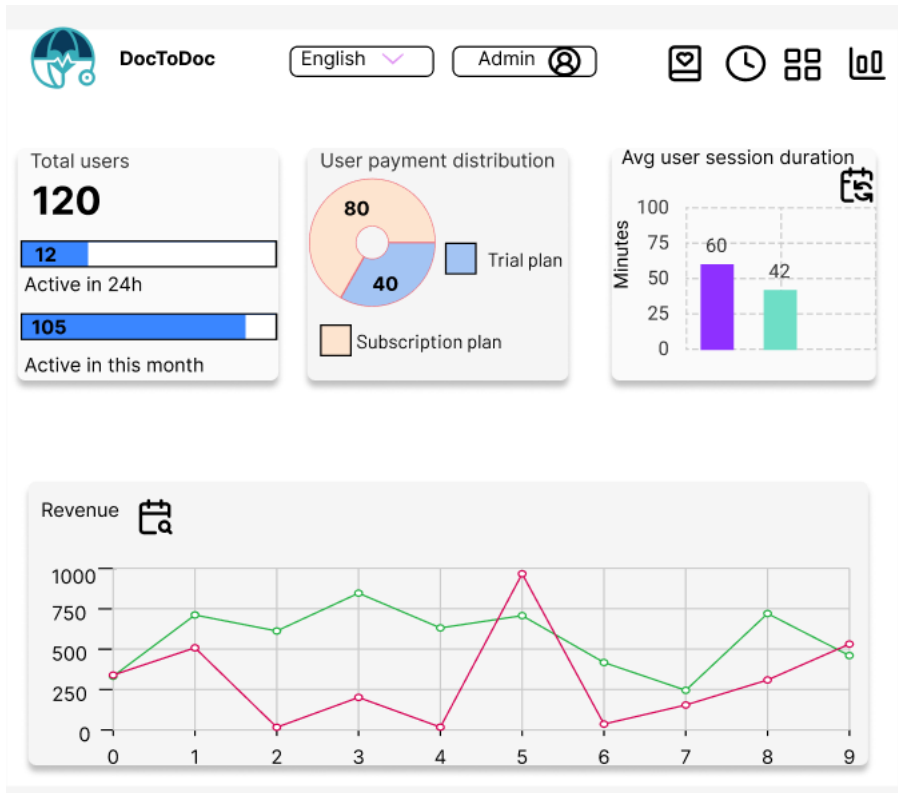 DocToDoc
English
Admin
Total users
120
12
Active in 24h
105
Active in this month
User payment distribution
80
40
Trial plan
Subscription plan
Avg user session duration
Minutes
100
75
50
25
0
60
42
Revenue
1000
750
500
250
0
0 1 2 3 4 5 6 7 8 9